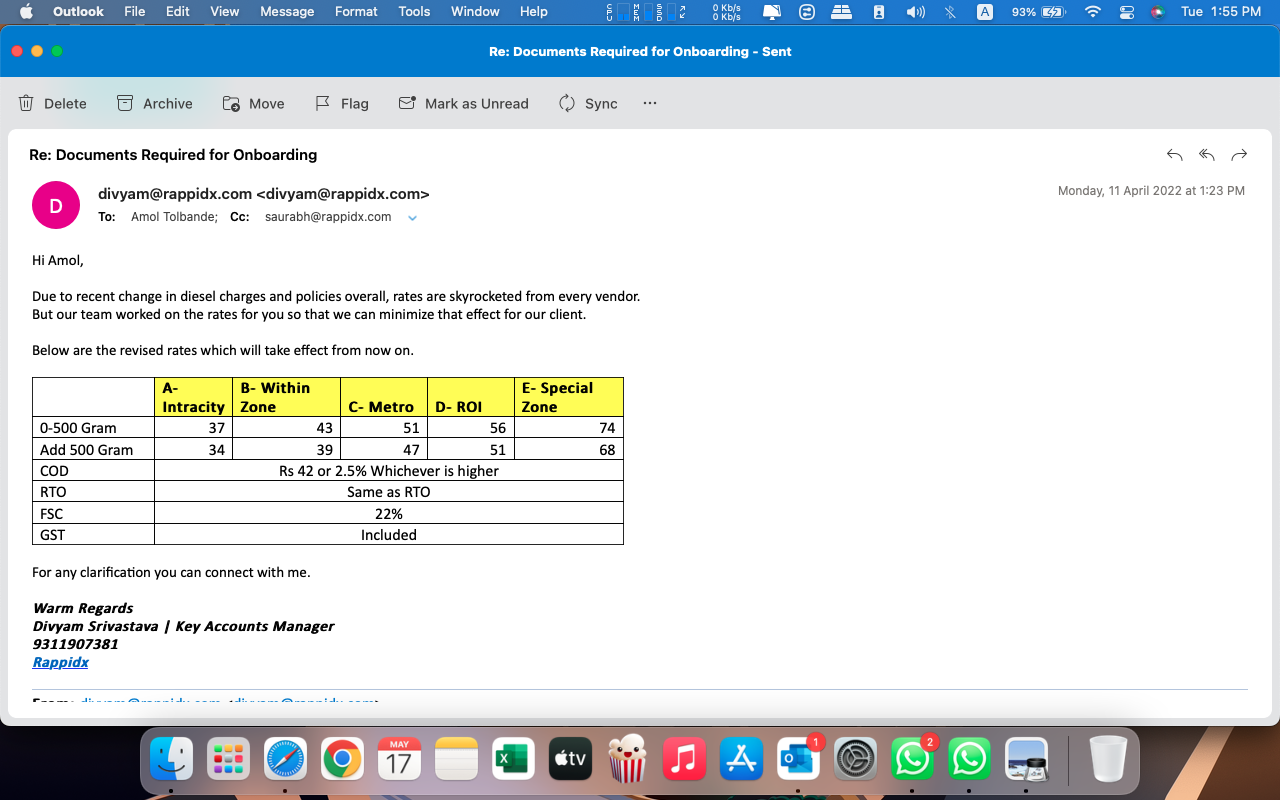 Outlook File Edit View Message Format Tools Window Help 0 Kb/s 0 Kb/s A 93% Tue 1:55 PM
Re: Documents Required for Onboarding - Sent
Delete Archive Move Flag Mark as Unread Sync ...
Re: Documents Required for Onboarding
D
divyam@rappidx.com <divyam@rappidx.com>
Monday, 11 April 2022 at 1:23 PM
To: Amol Tolbande; Cc: saurabh@rappidx.com
Hi Amol,
Due to recent change in diesel charges and policies overall, rates are skyrocketed from every vendor.
But our team worked on the rates for you so that we can minimize that effect for our client.
Below are the revised rates which will take effect from now on.
A- Intracity B- Within Zone C- Metro D- ROI E- Special Zone
0-500 Gram 37 43 51 56 74
Add 500 Gram 34 39 47 51 68
COD Rs 42 or 2.5% Whichever is higher
RTO Same as RTO
FSC 22%
GST Included
For any clarification you can connect with me.
Warm Regards
Divyam Srivastava | Key Accounts Manager
9311907381
Rappidx
MAY
17
tv
1
2